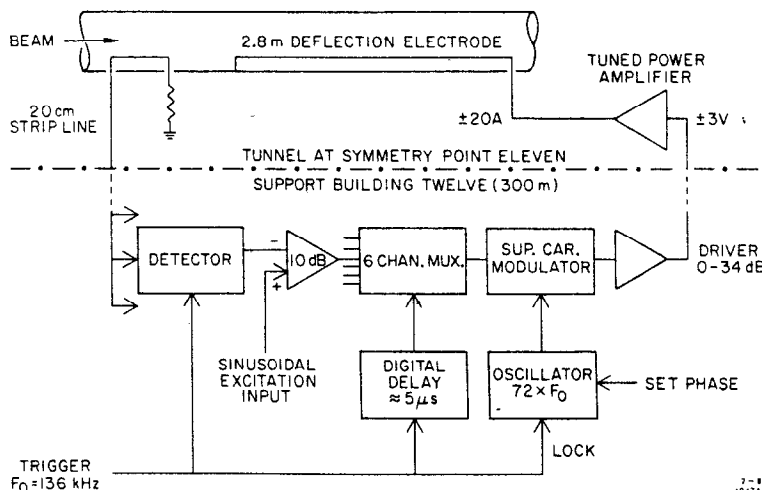 BEAM
2.8 m DEFLECTION ELECTRODE
TUNED POWER
AMPLIFIER
20 cm
STRIP LINE
±20A
±3V
TUNNEL AT SYMMETRY POINT ELEVEN
SUPPORT BUILDING TWELVE (300 m)
DETECTOR
-
+
10 dB
6 CHAN. MUX.
SUP. CAR.
MODULATOR
DRIVER
0-34 dB
SINUSOIDAL
EXCITATION
INPUT
DIGITAL
DELAY
≈5μs
OSCILLATOR
72 x F0
SET PHASE
LOCK
TRIGGER
F0=136 kHz